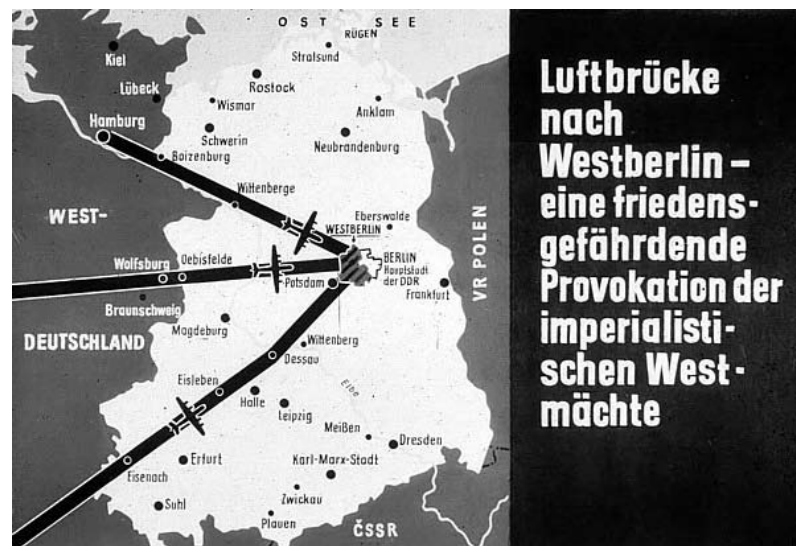 OST SEE
RÜGEN
Kiel
Stralsund
Rostock
Lübeck
Wismar
Anklam
Hamburg
Schwerin
Neubrandenburg
Boizenburg
Wittenberge
WEST-
Eberswalde
WESTBERLIN
BERLIN
Hauptstadt
der DDR
Wolfsburg
Oebisfelde
Potsdam
Frankfurt
VR POLEN
Braunschweig
Magdeburg
DEUTSCHLAND
Wittenberg
Dessau
Eisleben
Elbe
Halle
Leipzig
Meißen
Dresden
Erfurt
Karl-Marx-Stadt
Eisenach
Zwickau
Suhl
Plauen
ČSSR
Luftbrücke
nach
Westberlin –
eine friedens-
gefährdende
Provokation der
imperialisti-
schen West-
mächte